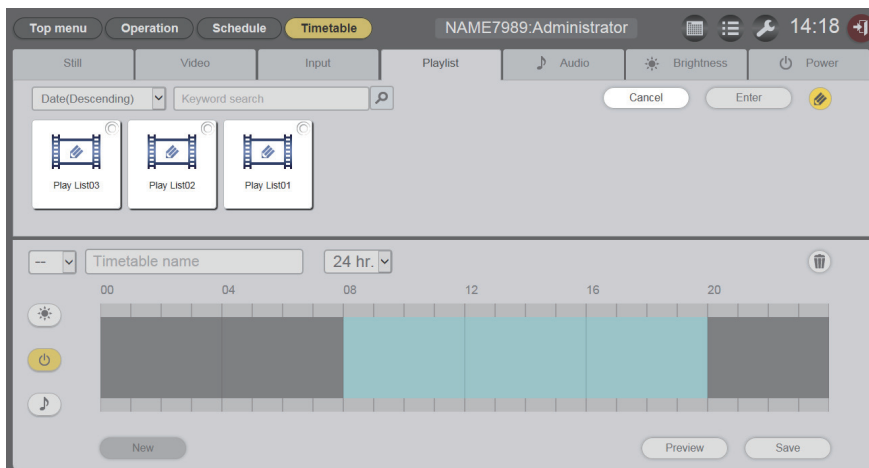 Top menu Operation Schedule Timetable NAME7989:Administrator 14:18
Still Video Input Playlist Audio Brightness Power
Date(Descending) Keyword search Cancel Enter
Play List03 Play List02 Play List01
-- Timetable name 24 hr.
00 04 08 12 16 20
New Preview Save